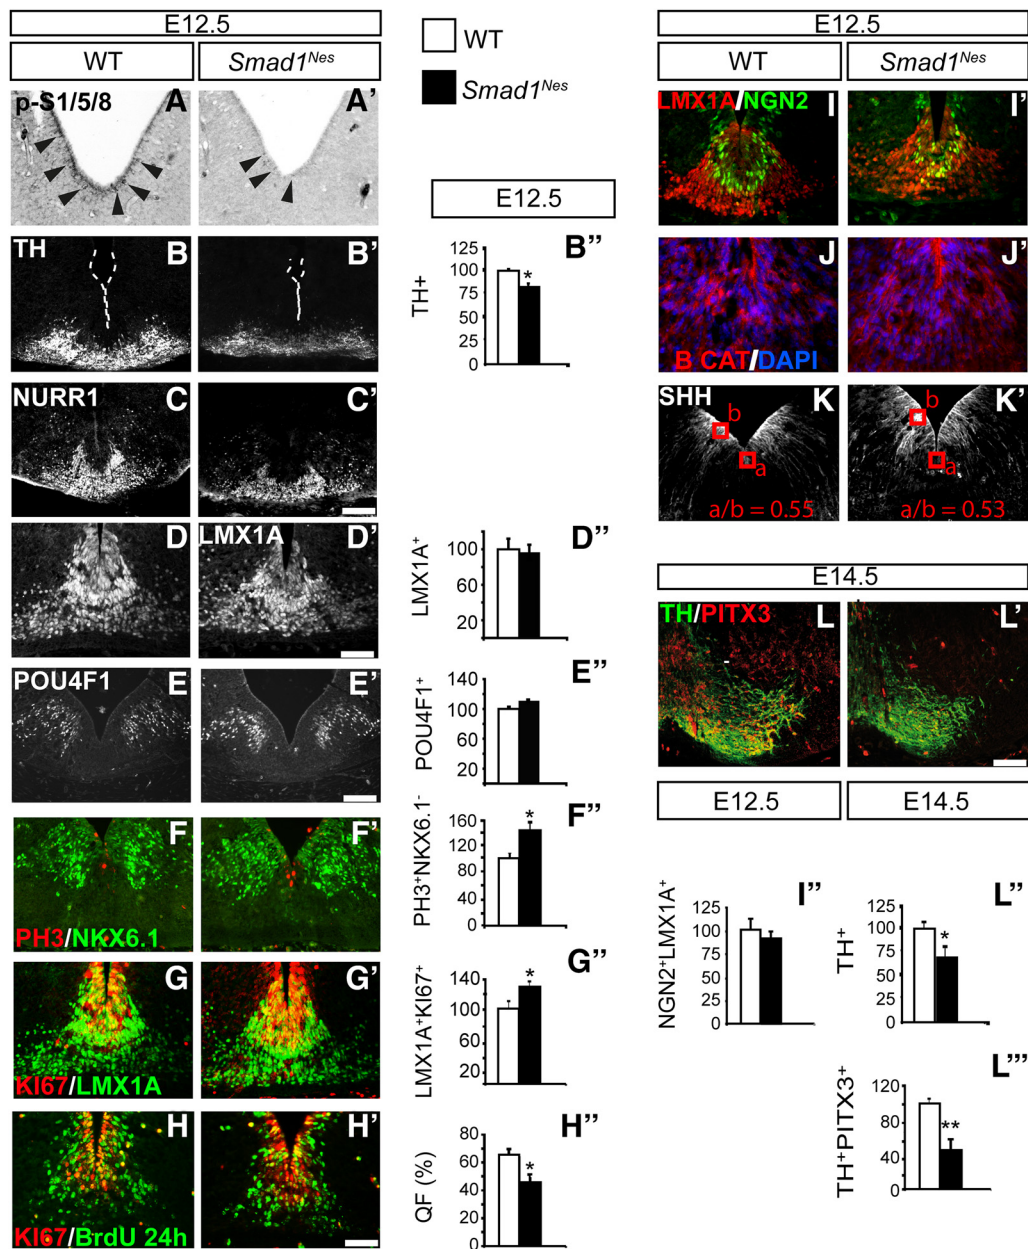 E12.5
WT
Smad1Nes
p-S1/5/8
A
A'
TH
B
B'
NURR1
C
C'
D
LMX1A
D'
POU4F1
E
E'
F
F'
PH3/NKX6.1
G
G'
KI67/LMX1A
H
H'
KI67/BrdU 24h
WT
Smad1Nes
E12.5
B''
TH+
125
100
75
50
25
0
*
D''
LMX1A+
100
60
20
E''
POU4F1+
140
100
80
60
20
F''
PH3+NKX6.1-
160
120
100
80
40
0
*
G''
LMX1A+KI67+
140
100
60
20
0
*
H''
QF (%)
100
80
60
40
20
0
*
E12.5
WT
Smad1Nes
LMX1A/NGN2
I
I'
J
J'
B CAT/DAPI
SHH
K
K'
b
a
a/b = 0.55
b
a
a/b = 0.53
E14.5
TH/PITX3
L
L'
E12.5
E14.5
I''
NGN2+LMX1A+
125
100
75
50
25
0
L''
TH+
125
100
75
50
25
0
*
L'''
TH+PITX3+
120
100
80
40
0
**